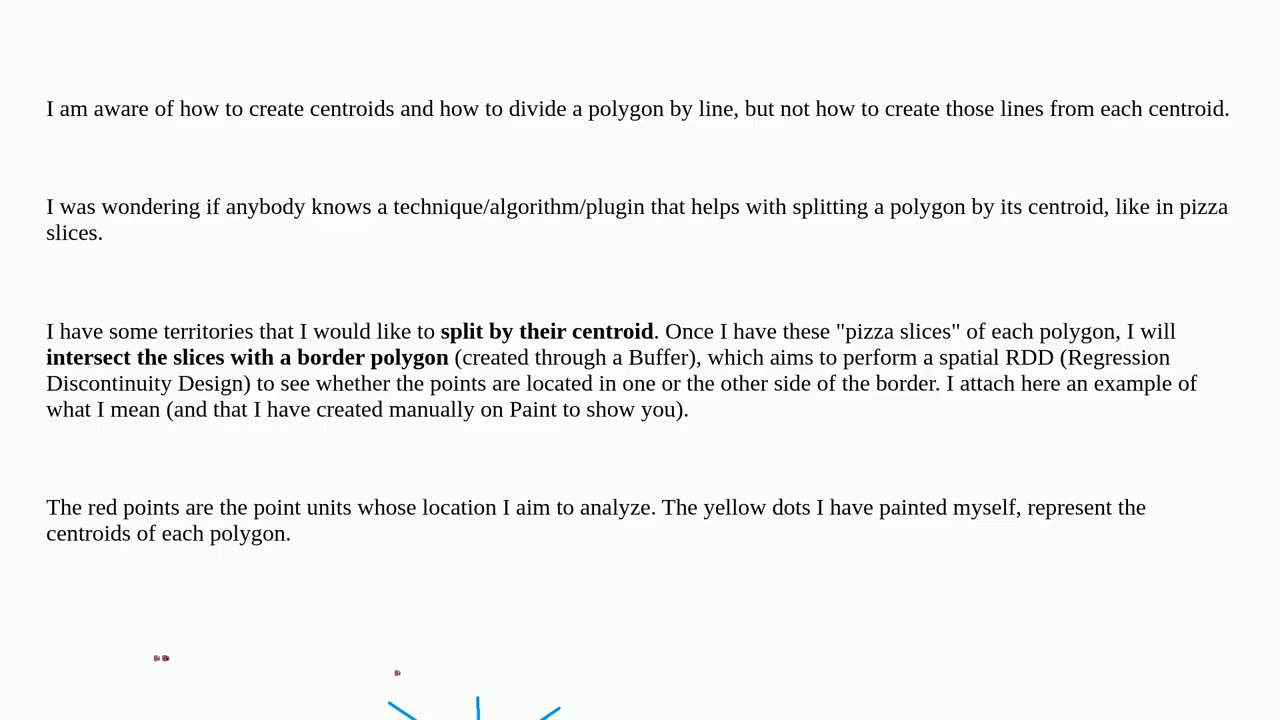 I am aware of how to create centroids and how to divide a polygon by line, but not how to create those lines from each centroid.
I was wondering if anybody knows a technique/algorithm/plugin that helps with splitting a polygon by its centroid, like in pizza
slices.
I have some territories that I would like to split by their centroid. Once I have these "pizza slices" of each polygon, I will
intersect the slices with a border polygon (created through a Buffer), which aims to perform a spatial RDD (Regression
Discontinuity Design) to see whether the points are located in one or the other side of the border. I attach here an example of
what I mean (and that I have created manually on Paint to show you).
The red points are the point units whose location I aim to analyze. The yellow dots I have painted myself, represent the
centroids of each polygon.